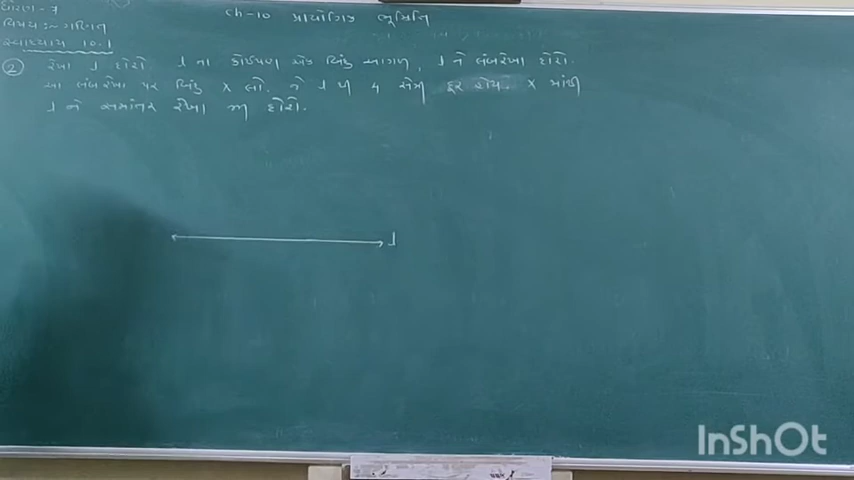 ધોરણ - 7
વિષય :- ગણિત
સ્વાધ્યાય 10.1
Ch-10 પ્રાયોગિક ભૂમિતિ
② રેખા l દોરો l ના કોઈપણ એક બિંદુ આગળ, l ને લંબરેખા દોરો.
આ લંબરેખા પર બિંદુ X લો. જે l થી 4 સેમી દૂર હોય. X માંથી
l ને સમાંતર રેખા m દોરો.
l
InShOt